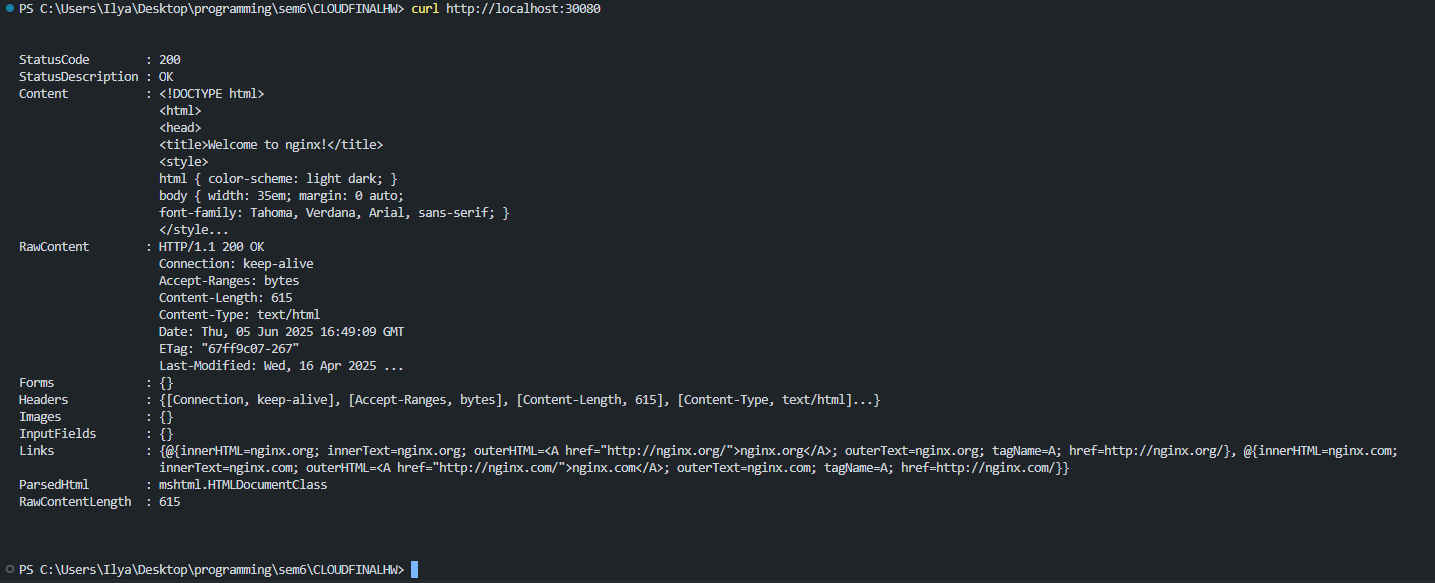 PS C:\Users\Ilya\Desktop\programming\sem6\CLOUDFINALHW> curl http://localhost:30080
StatusCode        : 200
StatusDescription : OK
Content           : <!DOCTYPE html>
                    <html>
                    <head>
                    <title>Welcome to nginx!</title>
                    <style>
                    html { color-scheme: light dark; }
                    body { width: 35em; margin: 0 auto;
                    font-family: Tahoma, Verdana, Arial, sans-serif; }
                    </style...
RawContent        : HTTP/1.1 200 OK
                    Connection: keep-alive
                    Accept-Ranges: bytes
                    Content-Length: 615
                    Content-Type: text/html
                    Date: Thu, 05 Jun 2025 16:49:09 GMT
                    ETag: "67ff9c07-267"
                    Last-Modified: Wed, 16 Apr 2025 ...
Forms             : {}
Headers           : {[Connection, keep-alive], [Accept-Ranges, bytes], [Content-Length, 615], [Content-Type, text/html]...}
Images            : {}
InputFields       : {}
Links             : {@{innerHTML=nginx.org; innerText=nginx.org; outerHTML=<A href="http://nginx.org/">nginx.org</A>; outerText=nginx.org; tagName=A; href=http://nginx.org/}, @{innerHTML=nginx.com;
                    innerText=nginx.com; outerHTML=<A href="http://nginx.com/">nginx.com</A>; outerText=nginx.com; tagName=A; href=http://nginx.com/}}
ParsedHtml        : mshtml.HTMLDocumentClass
RawContentLength  : 615
PS C:\Users\Ilya\Desktop\programming\sem6\CLOUDFINALHW>